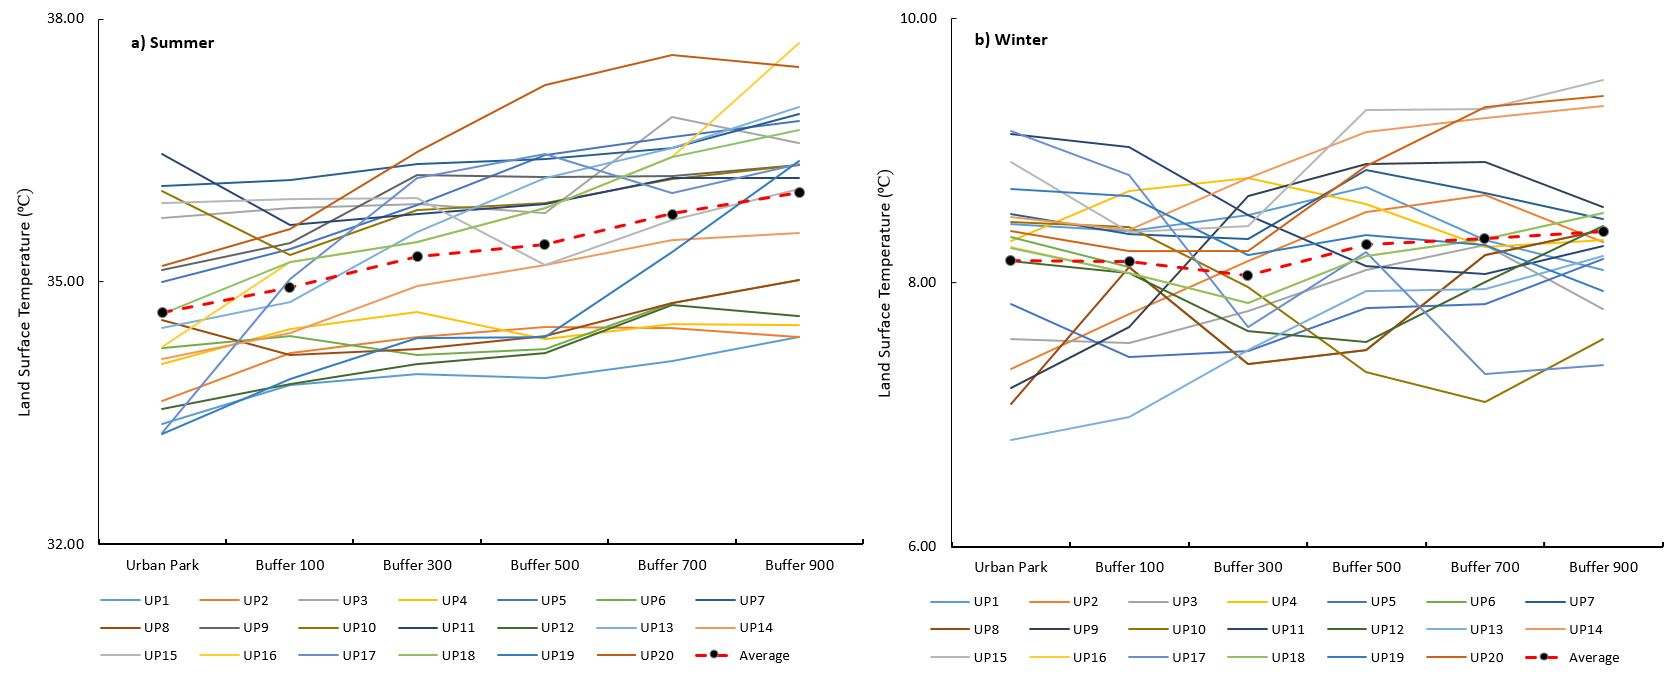 38.00
a) Summer
35.00
32.00
Land Surface Temperature (ºC)
Urban Park Buffer 100 Buffer 300 Buffer 500 Buffer 700 Buffer 900
UP1 UP2 UP3 UP4 UP5 UP6 UP7
UP8 UP9 UP10 UP11 UP12 UP13 UP14
UP15 UP16 UP17 UP18 UP19 UP20 Average
10.00
b) Winter
8.00
6.00
Land Surface Temperature (ºC)
Urban Park Buffer 100 Buffer 300 Buffer 500 Buffer 700 Buffer 900
UP1 UP2 UP3 UP4 UP5 UP6 UP7
UP8 UP9 UP10 UP11 UP12 UP13 UP14
UP15 UP16 UP17 UP18 UP19 UP20 Average